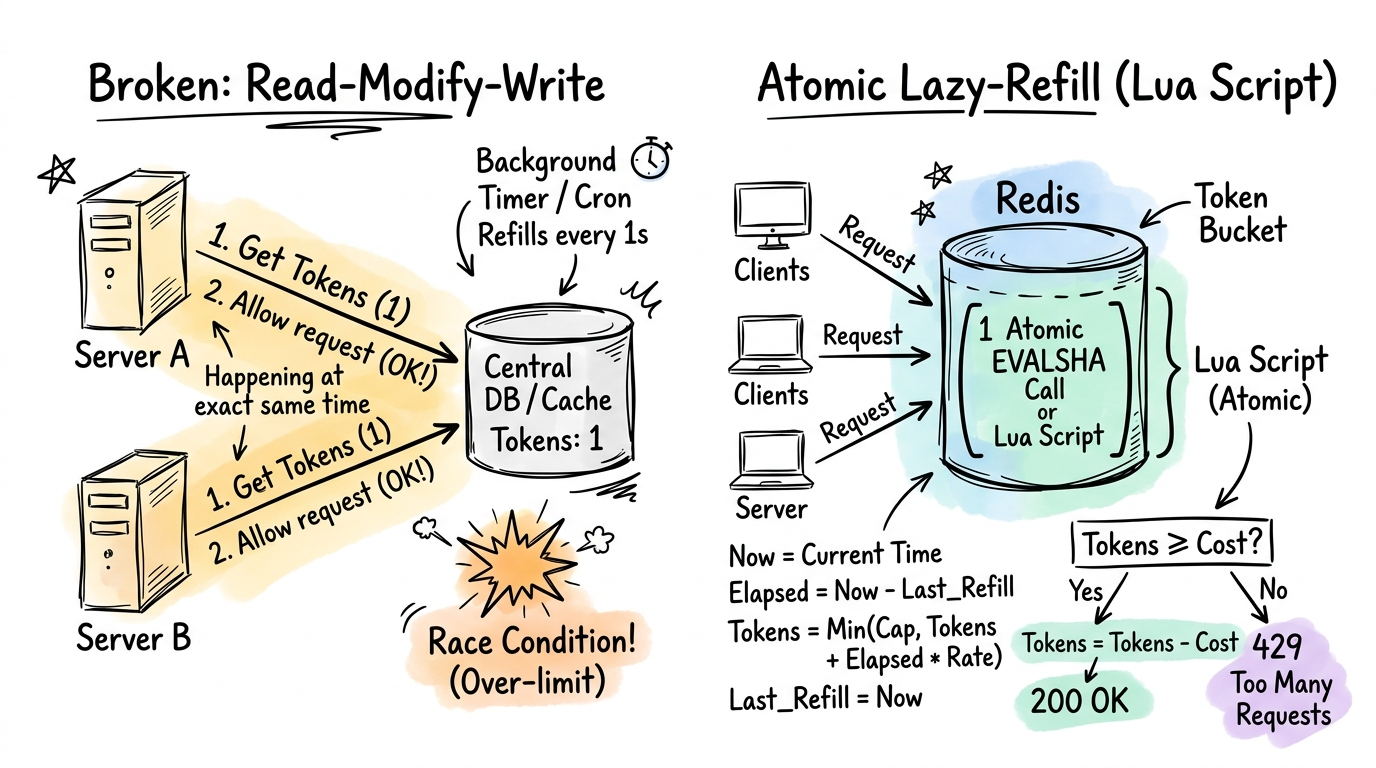 Broken: Read-Modify-Write
Background
Timer / Cron
Refills every 1s
1. Get Tokens (1)
2. Allow request (OK!)
Server A
Happening at
exact same time
1. Get Tokens (1)
2. Allow request (OK!)
Server B
Central
DB / Cache
Tokens: 1
Race Condition!
(Over-limit)
Atomic Lazy-Refill (Lua Script)
Redis
Token
Bucket
Clients
Request
Clients
Request
Server
Request
1 Atomic
EVALSHA
Call
or
Lua Script
Lua Script
(Atomic)
Now = Current Time
Elapsed = Now - Last_Refill
Tokens = Min(Cap, Tokens
+ Elapsed * Rate)
Last_Refill = Now
Tokens ⩾ Cost?
Yes
No
Tokens = Tokens - Cost
200 OK
429
Too Many
Requests